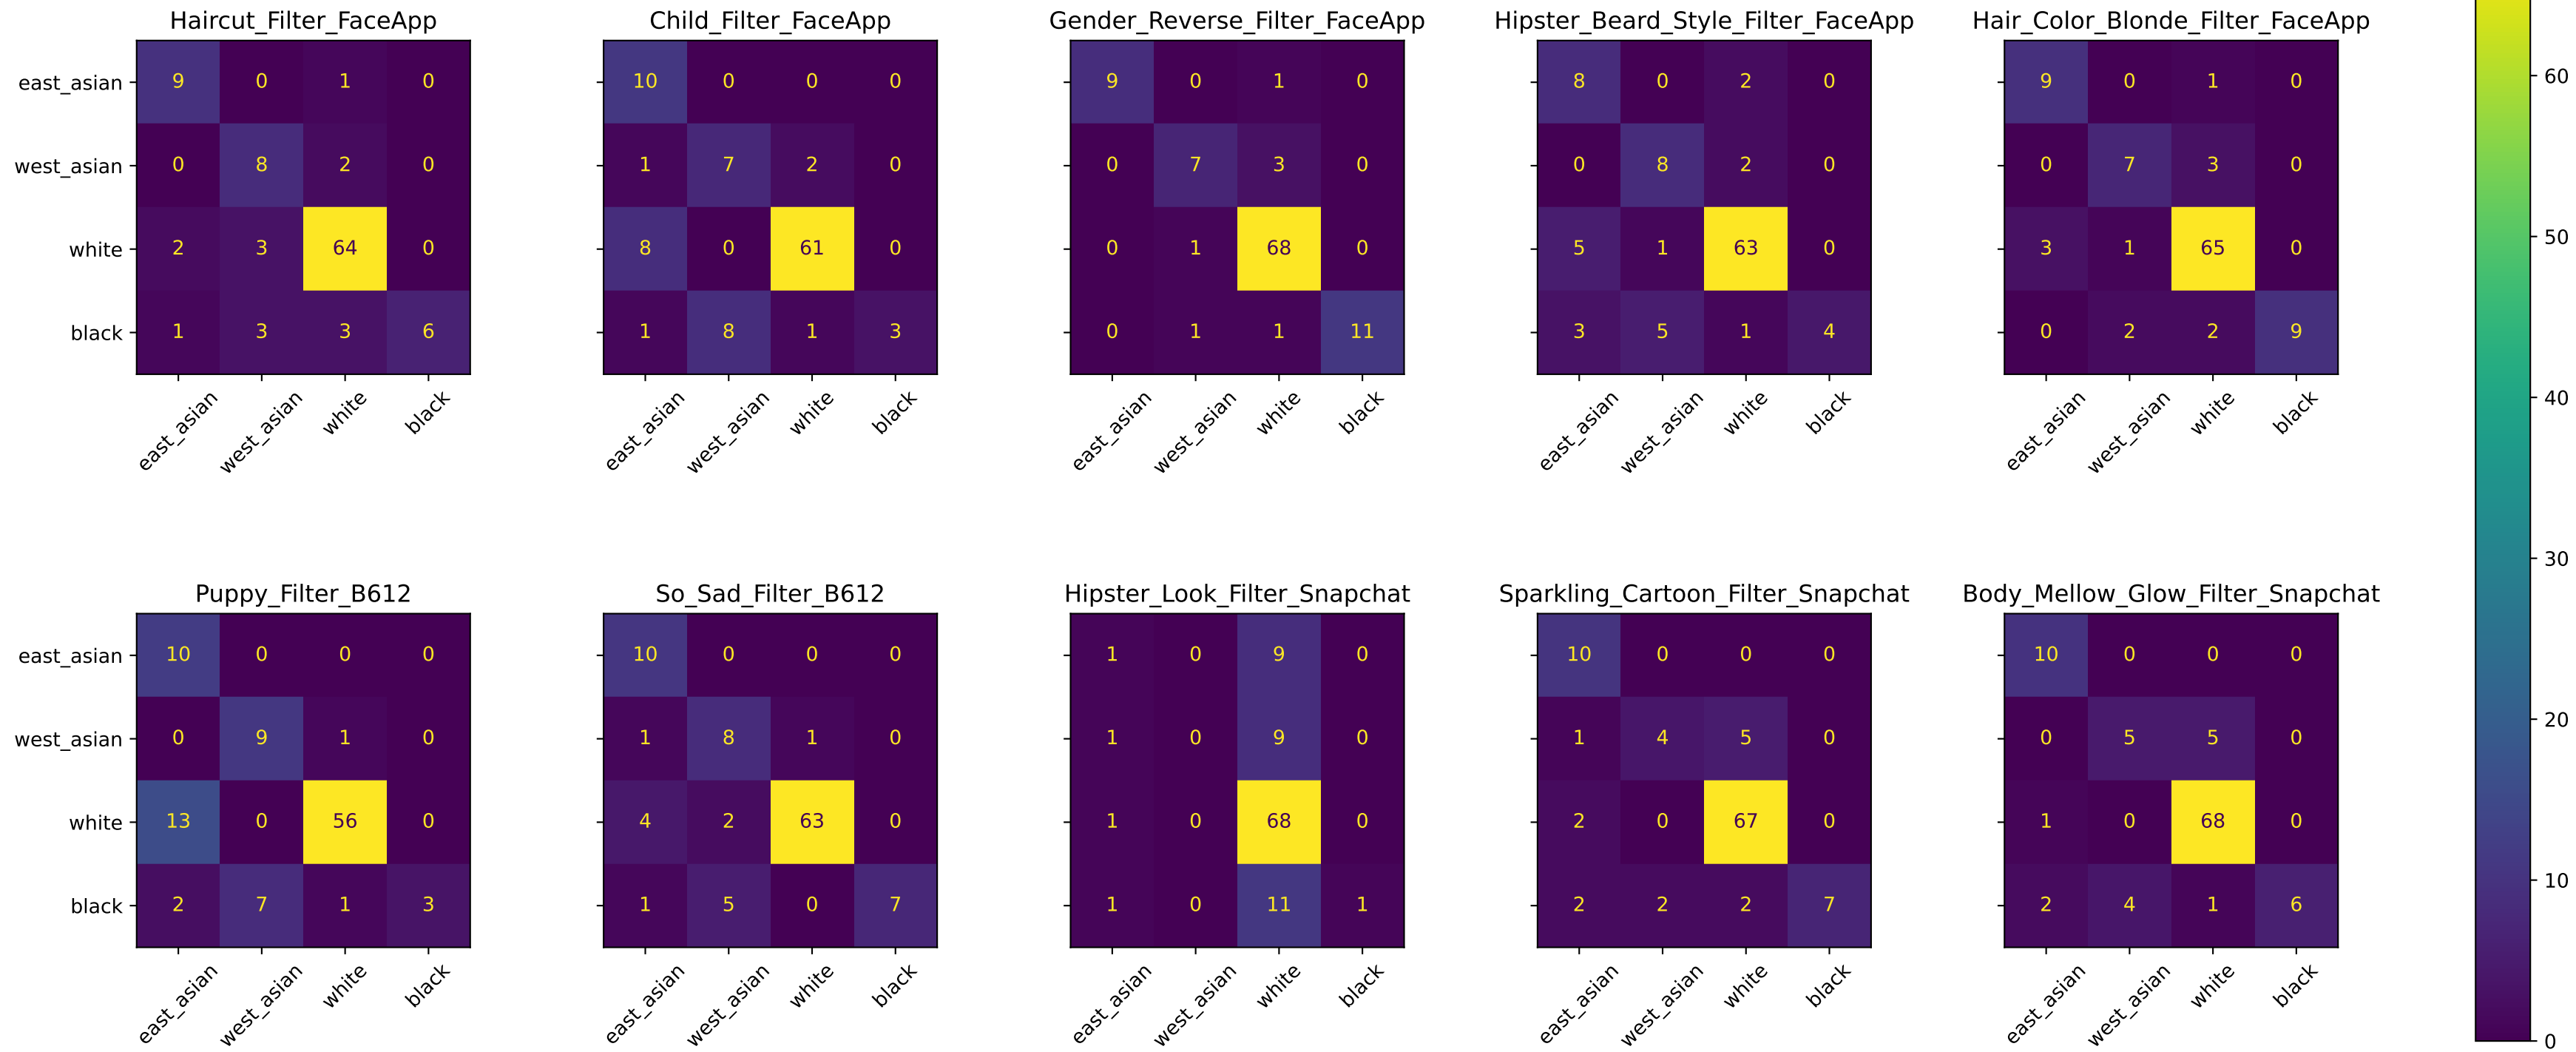 Haircut_Filter_FaceApp
Child_Filter_FaceApp
Gender_Reverse_Filter_FaceApp
Hipster_Beard_Style_Filter_FaceApp
Hair_Color_Blonde_Filter_FaceApp
east_asian 9 0 1 0 10 0 0 0 9 0 1 0 8 0 2 0 9 0 1 0 60
west_asian 0 8 2 0 1 7 2 0 0 7 3 0 0 8 2 0 0 7 3 0 50
white 2 3 64 0 8 0 61 0 0 1 68 0 5 1 63 0 3 1 65 0
black 1 3 3 6 1 8 1 3 0 1 1 11 3 5 1 4 0 2 2 9
east_asian west_asian white black east_asian west_asian white black east_asian west_asian white black east_asian west_asian white black east_asian west_asian white black 40
30
Puppy_Filter_B612
So_Sad_Filter_B612
Hipster_Look_Filter_Snapchat
Sparkling_Cartoon_Filter_Snapchat
Body_Mellow_Glow_Filter_Snapchat
east_asian 10 0 0 0 10 0 0 0 1 0 9 0 10 0 0 0 10 0 0 0
west_asian 0 9 1 0 1 8 1 0 1 0 9 0 1 4 5 0 0 5 5 0 20
white 13 0 56 0 4 2 63 0 1 0 68 0 2 0 67 0 1 0 68 0
black 2 7 1 3 1 5 0 7 1 0 11 1 2 2 2 7 2 4 1 6 10
east_asian west_asian white black east_asian west_asian white black east_asian west_asian white black east_asian west_asian white black east_asian west_asian white black 0